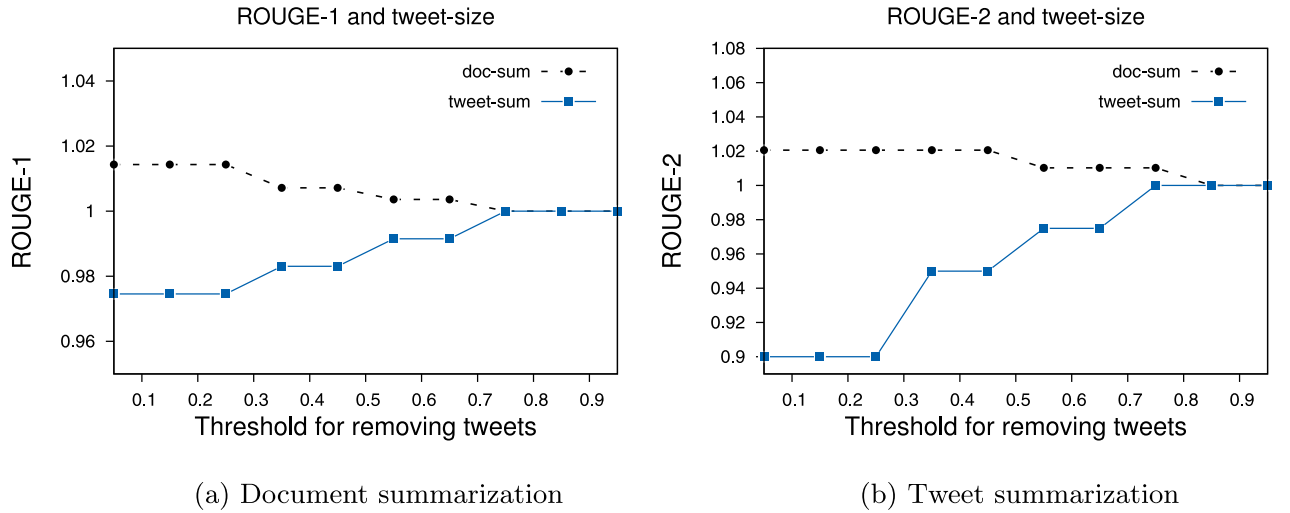 ROUGE-1 and tweet-size
1.04
1.02
1
0.98
0.96
ROUGE-1
doc-sum
tweet-sum
0.1 0.2 0.3 0.4 0.5 0.6 0.7 0.8 0.9
Threshold for removing tweets
(a) Document summarization
ROUGE-2 and tweet-size
1.08
1.06
1.04
1.02
1
0.98
0.96
0.94
0.92
0.9
ROUGE-2
doc-sum
tweet-sum
0.1 0.2 0.3 0.4 0.5 0.6 0.7 0.8 0.9
Threshold for removing tweets
(b) Tweet summarization